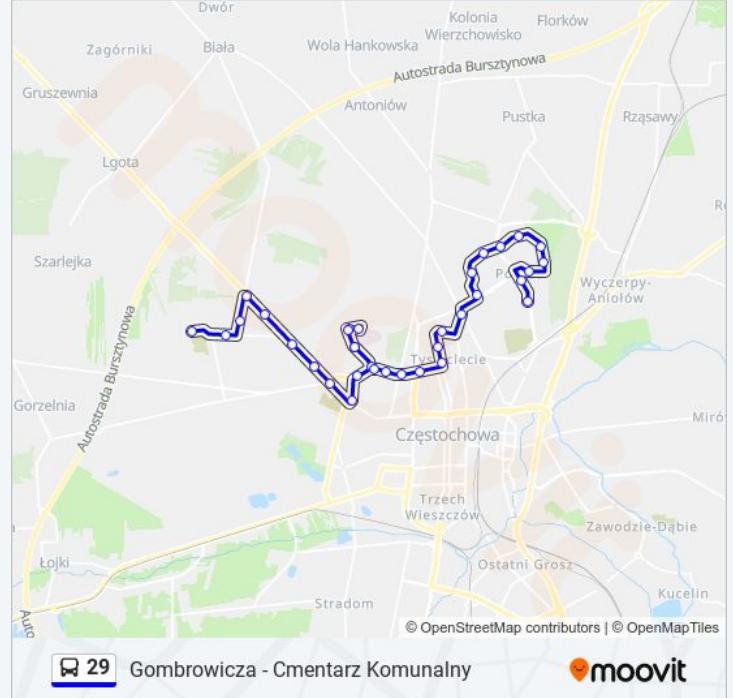 Dwór
Kolonia
Wierzchowisko
Florków
Zagórniki
Biała
Wola Hankowska
Autostrada Bursztynowa
Gruszewnia
Antoniów
Pustka
Rząsawy
Lgota
Szarlejka
Wyczerpy-
Aniołów
Autostrada Bursztynowa
Gorzelnia
Częstochowa
Trzech
Wieszczów
Zawodzie-Dąbie
Łojki
Ostatni Grosz
Kucelin
Stradom
© OpenStreetMap contributors | © OpenMapTiles
29 Gombrowicza - Cmentarz Komunalny
moovit